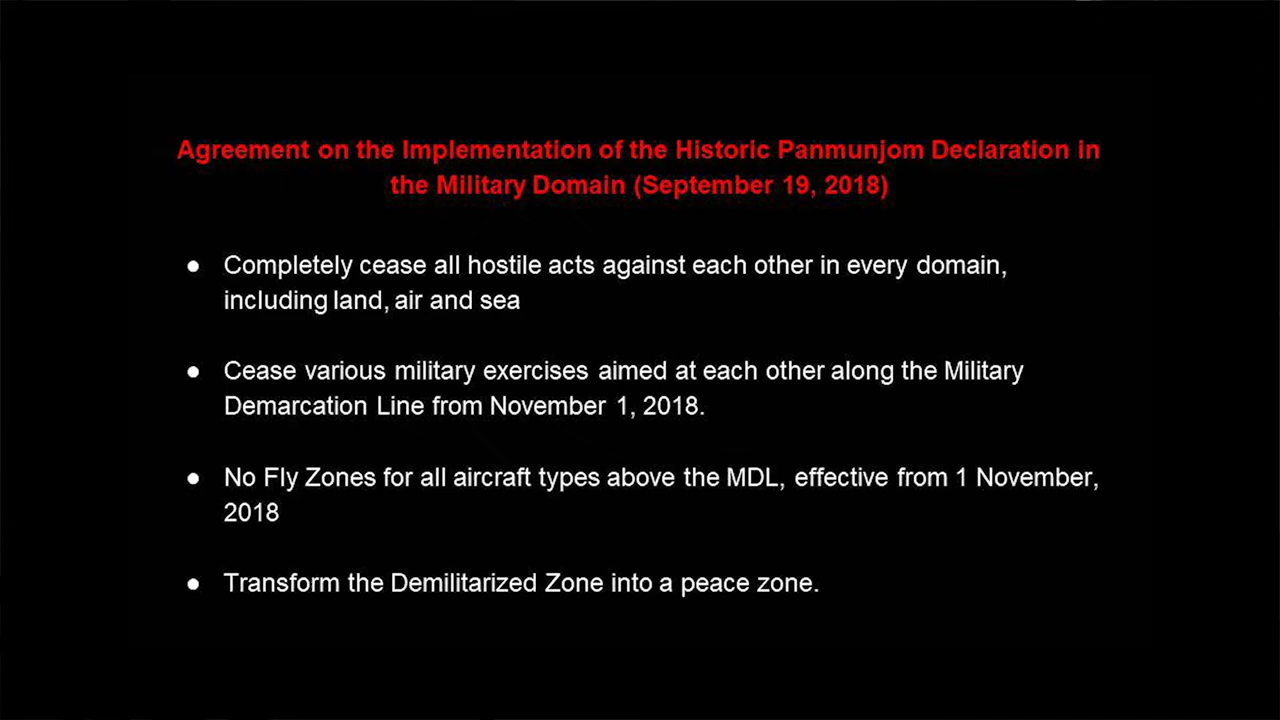 Agreement on the Implementation of the Historic Panmunjom Declaration in
the Military Domain (September 19, 2018)
● Completely cease all hostile acts against each other in every domain,
including land, air and sea
● Cease various military exercises aimed at each other along the Military
Demarcation Line from November 1, 2018.
● No Fly Zones for all aircraft types above the MDL, effective from 1 November,
2018
● Transform the Demilitarized Zone into a peace zone.